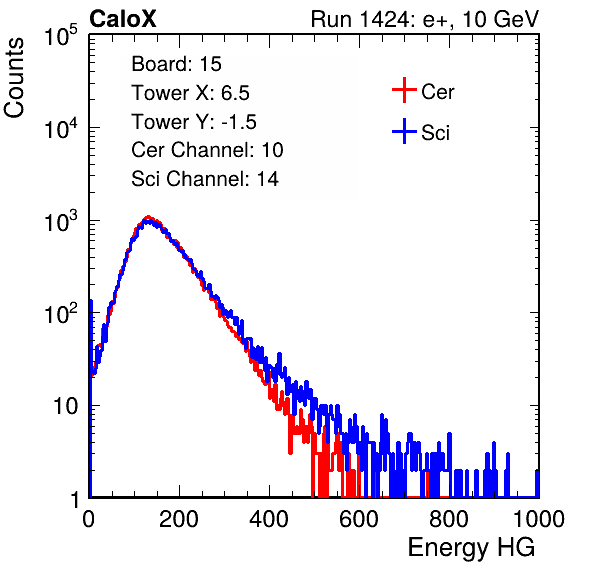 CaloX Run 1424: e+, 10 GeV
Counts
Board: 15
Tower X: 6.5
Tower Y: -1.5
Cer Channel: 10
Sci Channel: 14
Cer
Sci
10^5
10^4
10^3
10^2
10
1
0 200 400 600 800 1000
Energy HG